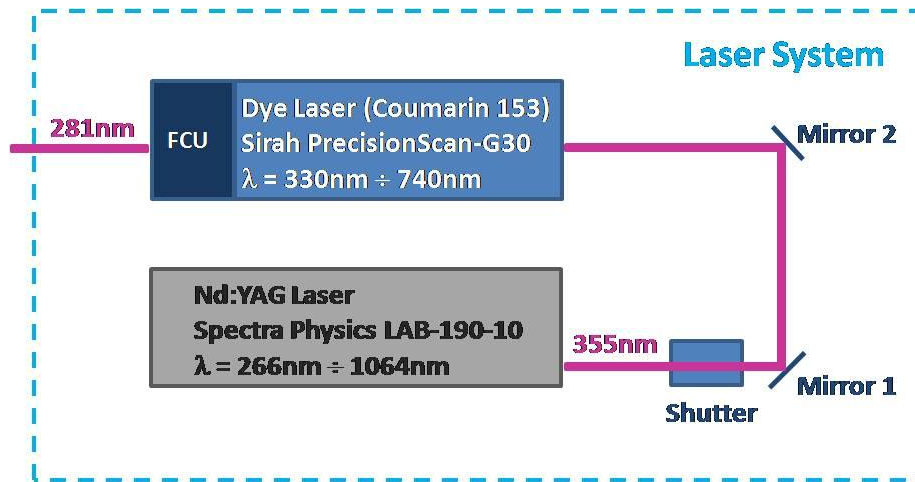 Laser System
281nm
FCU
Dye Laser (Coumarin 153)
Sirah PrecisionScan-G30
λ = 330nm ÷ 740nm
Mirror 2
Nd:YAG Laser
Spectra Physics LAB-190-10
λ = 266nm ÷ 1064nm
355nm
Mirror 1
Shutter